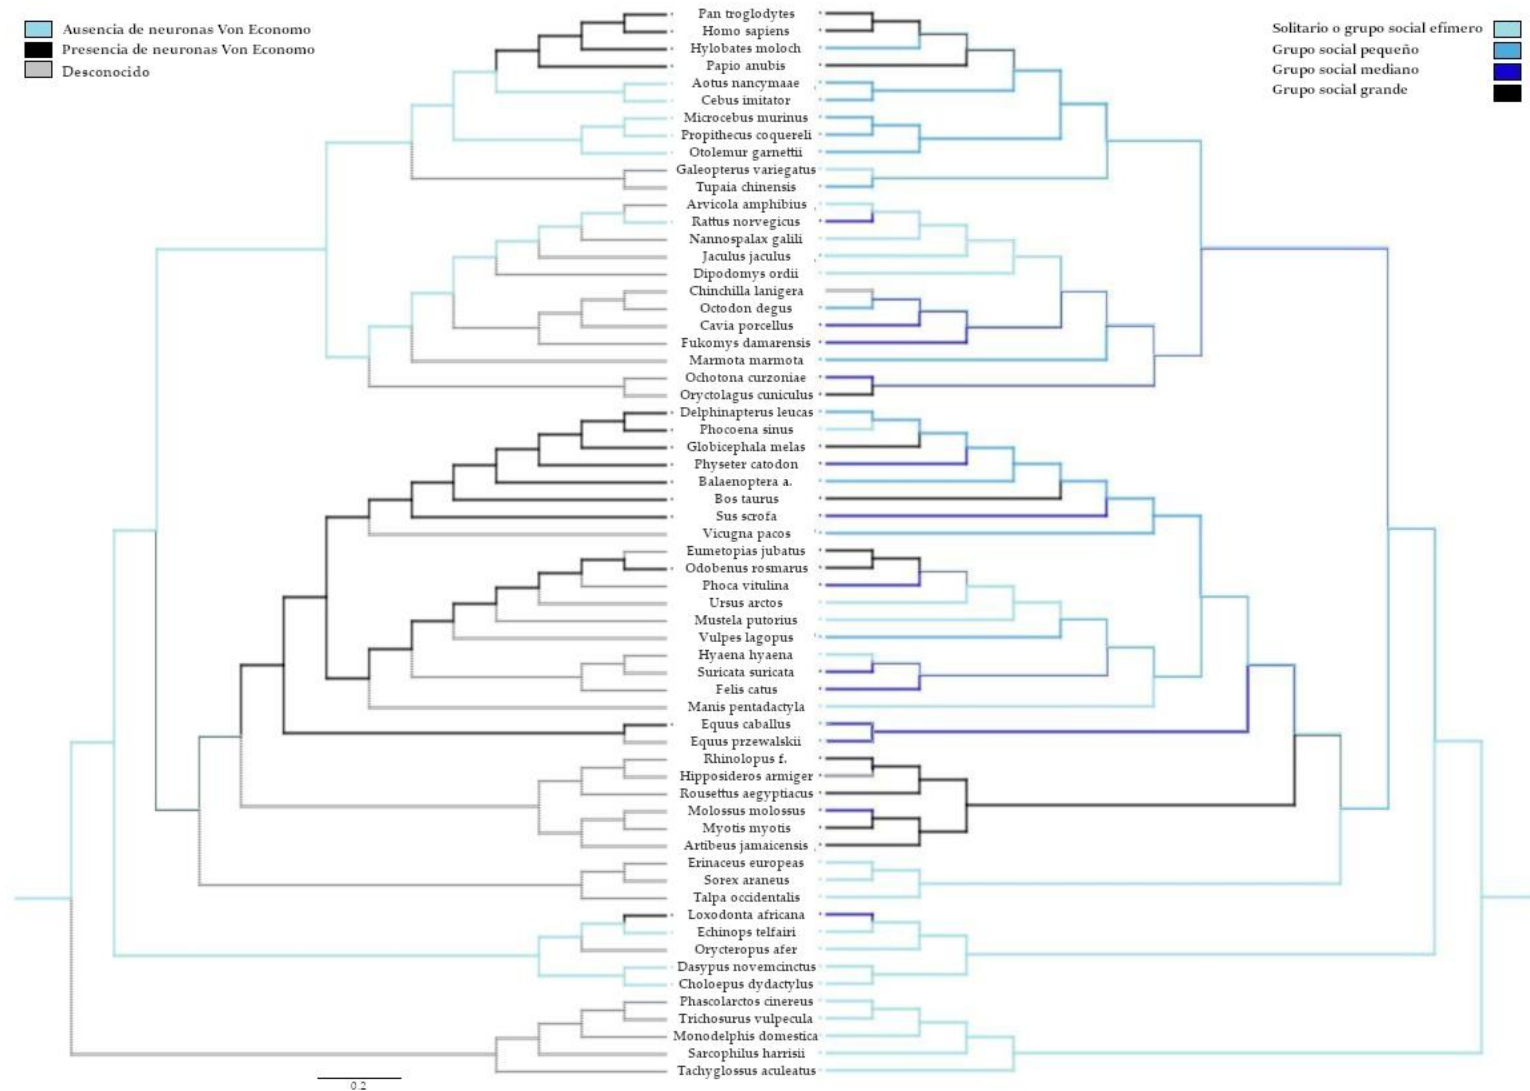 Ausencia de neuronas Von Economo
Presencia de neuronas Von Economo
Desconocido
Solitario o grupo social efímero
Grupo social pequeño
Grupo social mediano
Grupo social grande
Pan troglodytes
Homo sapiens
Hylobates moloch
Papio anubis
Aotus nancymaae
Cebus imitator
Microcebus murinus
Propithecus coquereli
Otolemur garnettii
Galeopterus variegatus
Tupaia chinensis
Arvicola amphibius
Rattus norvegicus
Nannospalax galili
Jaculus jaculus
Dipodomys ordii
Chinchilla lanigera
Octodon degus
Cavia porcellus
Fukomys damarensis
Marmota marmota
Ochotona curzoniae
Oryctolagus cuniculus
Delphinapterus leucas
Phocoena sinus
Globicephala melas
Physeter catodon
Balaenoptera a.
Bos taurus
Sus scrofa
Vicugna pacos
Eumetopias jubatus
Odobenus rosmarus
Phoca vitulina
Ursus arctos
Mustela putorius
Vulpes lagopus
Hyaena hyaena
Suricata suricata
Felis catus
Manis pentadactyla
Equus caballus
Equus przewalskii
Rhinolopus f.
Hipposideros armiger
Rousettus aegyptiacus
Molossus molossus
Myotis myotis
Artibeus jamaicensis
Erinaceus europeas
Sorex araneus
Talpa occidentalis
Loxodonta africana
Echinops telfairi
Orycteropus afer
Dasypus novemcinctus
Choloepus dydactylus
Phascolarctos cinereus
Trichosurus vulpecula
Monodelphis domestica
Sarcophilus harrisii
Tachyglossus aculeatus
0.2